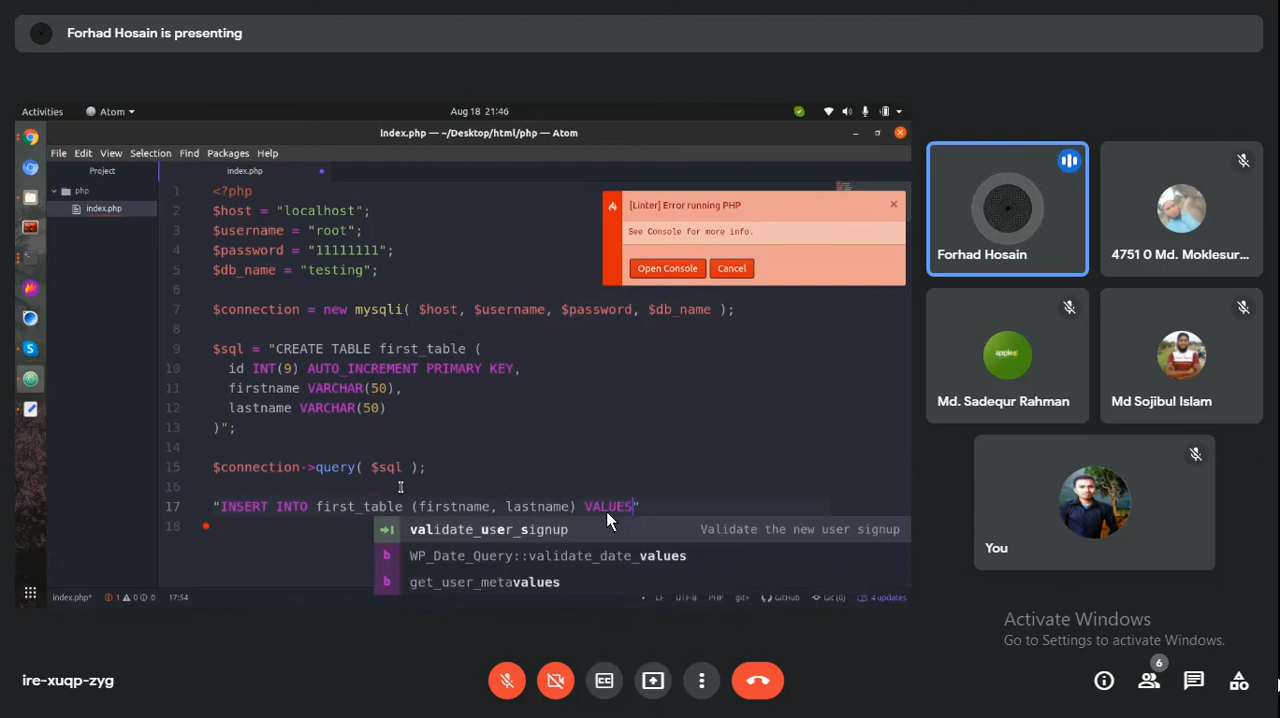 Forhad Hosain is presenting
Activities
Atom
Aug 18 21:46
index.php — ~/Desktop/html/php — Atom
File Edit View Selection Find Packages Help
Project
index.php
php
index.php
1 <?php
2 $host = "localhost";
3 $username = "root";
4 $password = "11111111";
5 $db_name = "testing";
6
7 $connection = new mysqli( $host, $username, $password, $db_name );
8
9 $sql = "CREATE TABLE first_table (
10 id INT(9) AUTO_INCREMENT PRIMARY KEY,
11 firstname VARCHAR(50),
12 lastname VARCHAR(50)
13 )";
14
15 $connection->query( $sql );
16
17 "INSERT INTO first_table (firstname, lastname) VALUES"
18
validate_user_signup Validate the new user signup
b WP_Date_Query::validate_date_values
b get_user_metavalues
[Linter] Error running PHP
See Console for more info.
Open Console Cancel
index.php* 1 0 0 17:54
LF UTF-8 PHP git+ GitHub Git (0) 4 updates
Forhad Hosain
4751 0 Md. Moklesur...
apple
Md. Sadequr Rahman
Md Sojibul Islam
You
Activate Windows
Go to Settings to activate Windows.
ire-xuqp-zyg
CC
6